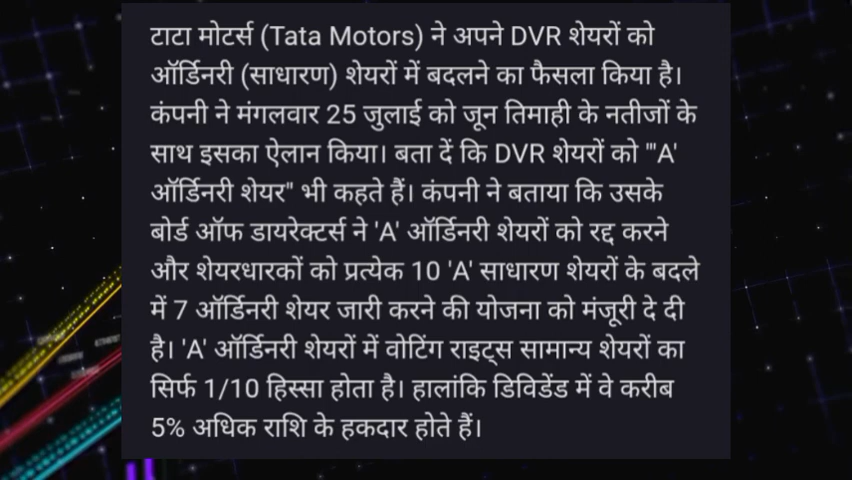 टाटा मोटर्स (Tata Motors) ने अपने DVR शेयरों को
ऑर्डिनरी (साधारण) शेयरों में बदलने का फैसला किया है।
कंपनी ने मंगलवार 25 जुलाई को जून तिमाही के नतीजों के
साथ इसका ऐलान किया। बता दें कि DVR शेयरों को "'A'
ऑर्डिनरी शेयर" भी कहते हैं। कंपनी ने बताया कि उसके
बोर्ड ऑफ डायरेक्टर्स ने 'A' ऑर्डिनरी शेयरों को रद्द करने
और शेयरधारकों को प्रत्येक 10 'A' साधारण शेयरों के बदले
में 7 ऑर्डिनरी शेयर जारी करने की योजना को मंजूरी दे दी
है। 'A' ऑर्डिनरी शेयरों में वोटिंग राइट्स सामान्य शेयरों का
सिर्फ 1/10 हिस्सा होता है। हालांकि डिविडेंड में वे करीब
5% अधिक राशि के हकदार होते हैं।